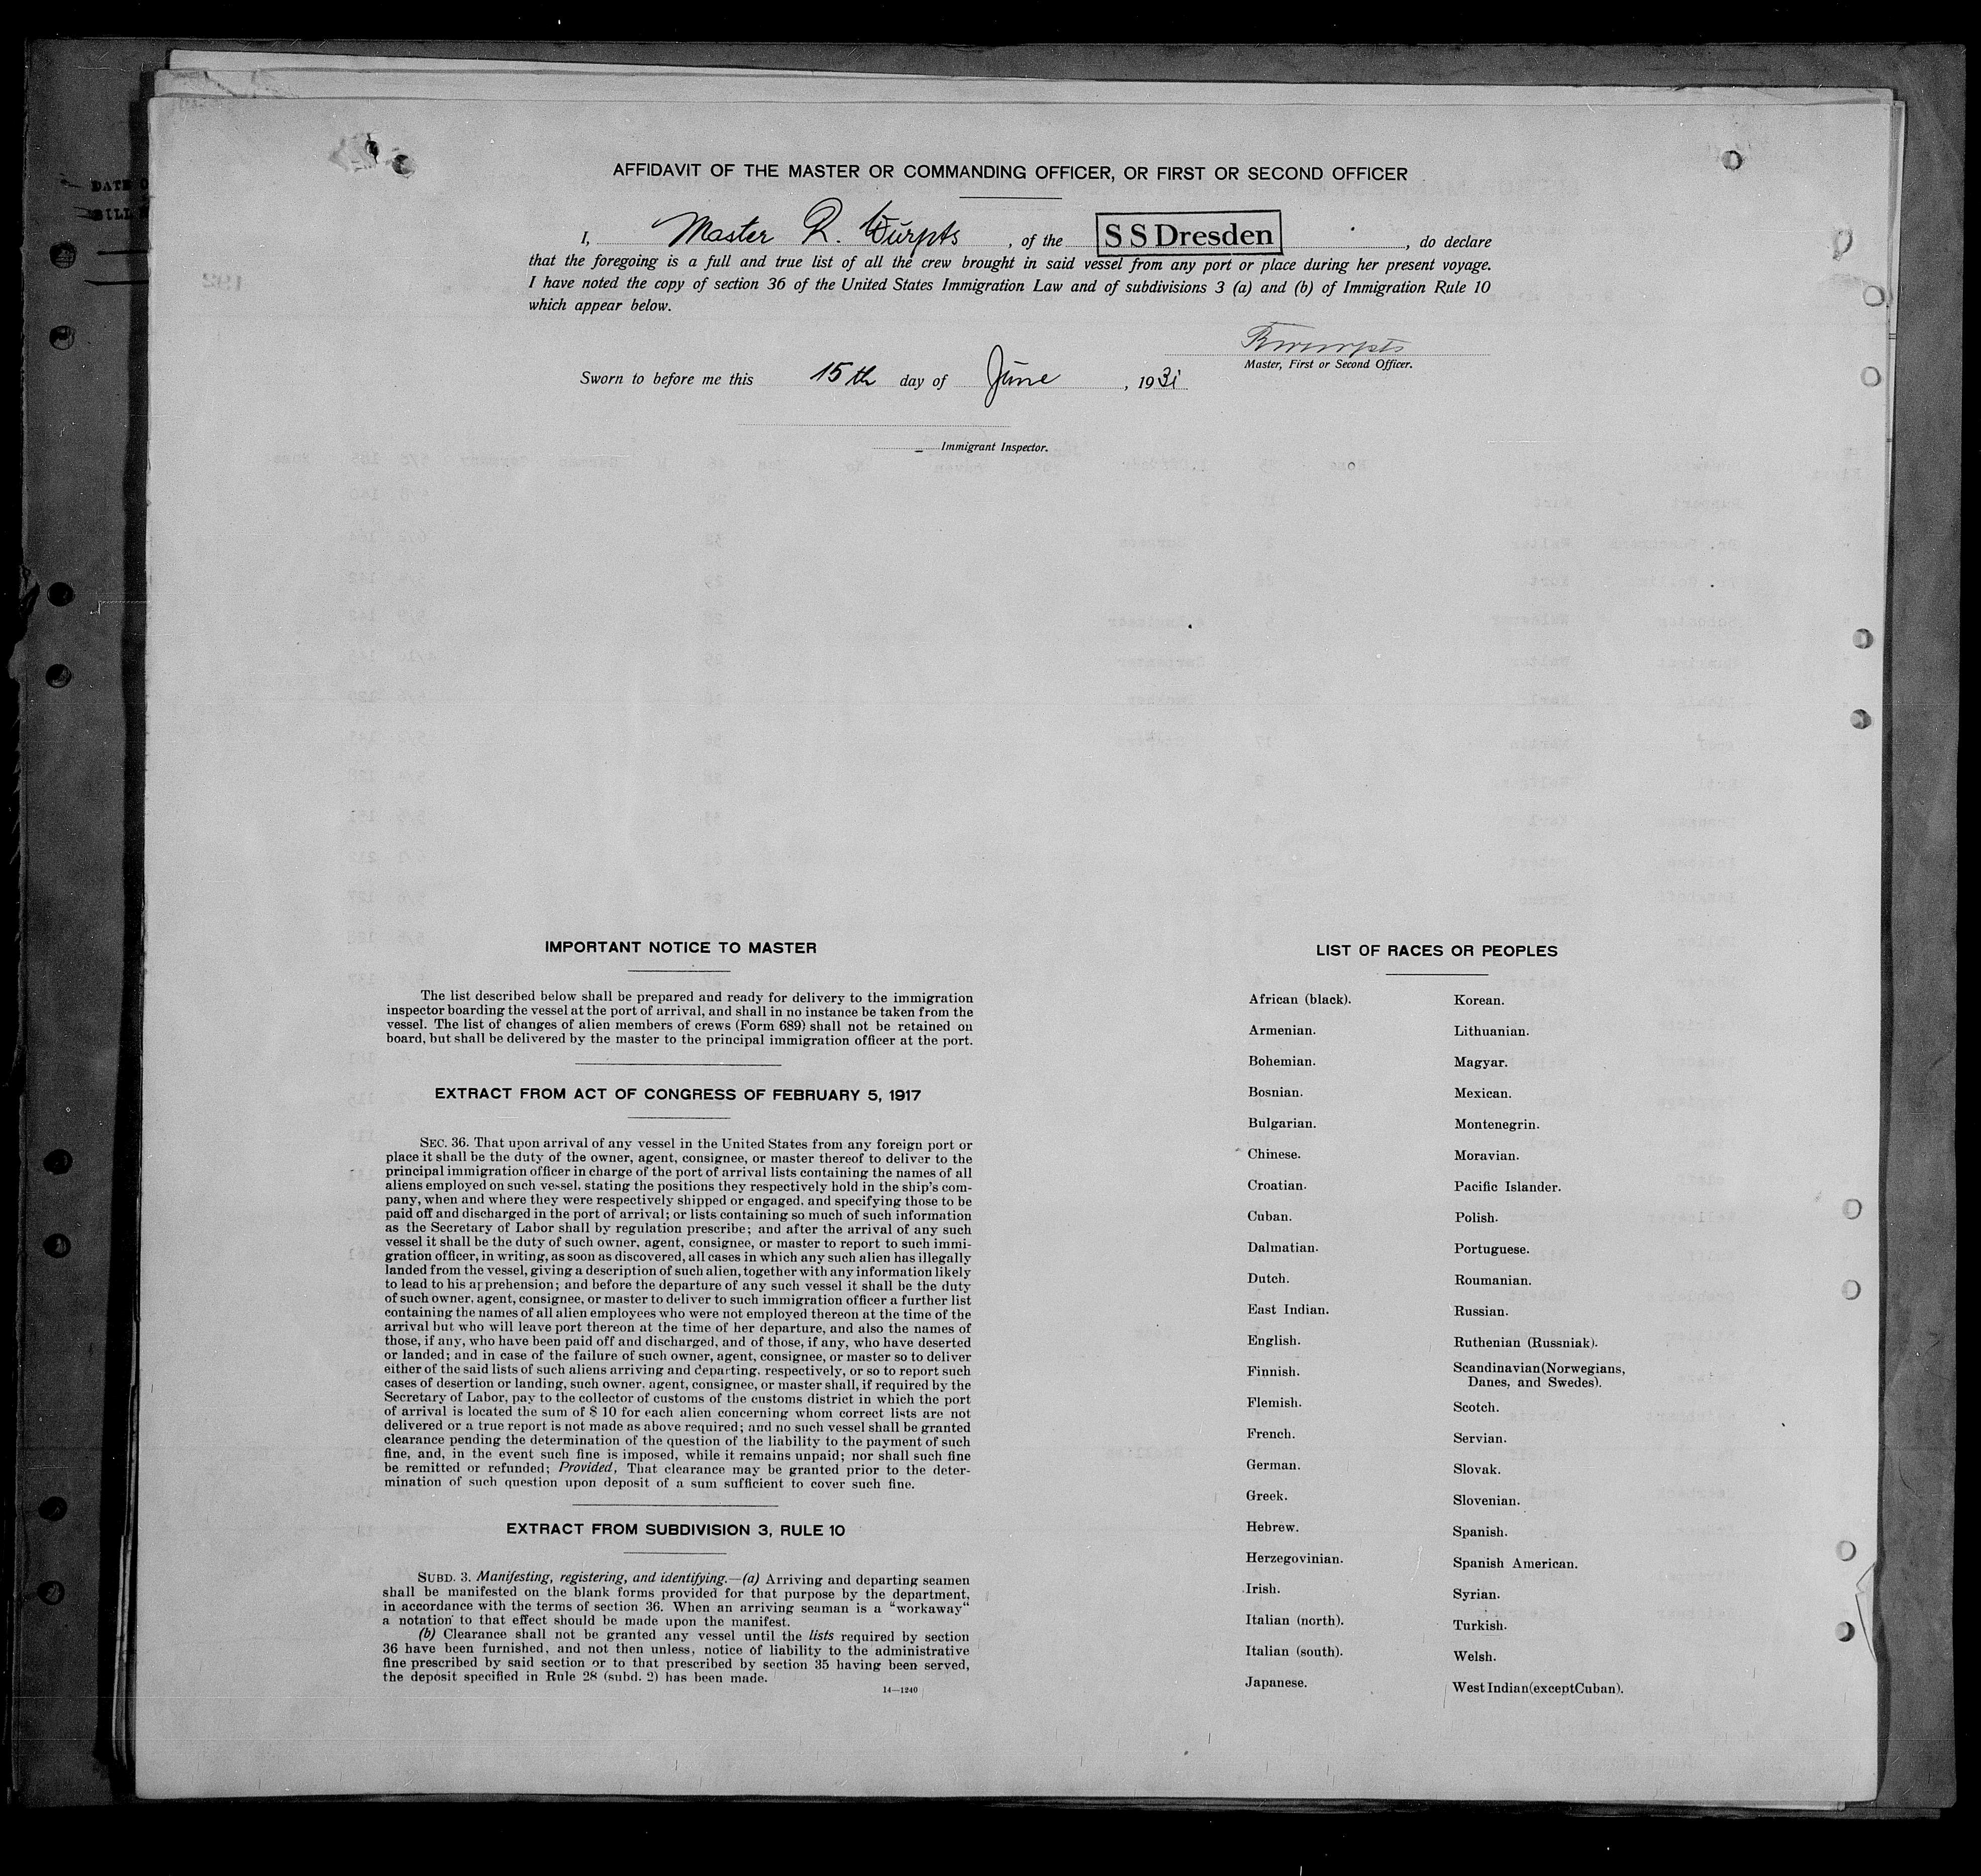 DATE O
BILL
AFFIDAVIT OF THE MASTER OR COMMANDING OFFICER, OR FIRST OR SECOND OFFICER
I, Master R. Wurpts, of the SS Dresden, do declare
that the foregoing is a full and true list of all the crew brought in said vessel from any port or place during her present voyage.
I have noted the copy of section 36 of the United States Immigration Law and of subdivisions 3 (a) and (b) of Immigration Rule 10
which appear below.
RWurpts
Master, First or Second Officer.
Sworn to before me this 15th day of June, 1931
Immigrant Inspector.
IMPORTANT NOTICE TO MASTER
The list described below shall be prepared and ready for delivery to the immigration
inspector boarding the vessel at the port of arrival, and shall in no instance be taken from the
vessel. The list of changes of alien members of crews (Form 689) shall not be retained on
board, but shall be delivered by the master to the principal immigration officer at the port.
EXTRACT FROM ACT OF CONGRESS OF FEBRUARY 5, 1917
SEC. 36. That upon arrival of any vessel in the United States from any foreign port or
place it shall be the duty of the owner, agent, consignee, or master thereof to deliver to the
principal immigration officer in charge of the port of arrival lists containing the names of all
aliens employed on such vessel, stating the positions they respectively hold in the ship's com-
pany, when and where they were respectively shipped or engaged, and specifying those to be
paid off and discharged in the port of arrival; or lists containing so much of such information
as the Secretary of Labor shall by regulation prescribe; and after the arrival of any such
vessel it shall be the duty of such owner, agent, consignee, or master to report to such immi-
gration officer, in writing, as soon as discovered, all cases in which any such alien has illegally
landed from the vessel, giving a description of such alien, together with any information likely
to lead to his apprehension; and before the departure of any such vessel it shall be the duty
of such owner, agent, consignee, or master to deliver to such immigration officer a further list
containing the names of all alien employees who were not employed thereon at the time of the
arrival but who will leave port thereon at the time of her departure, and also the names of
those, if any, who have been paid off and discharged, and of those, if any, who have deserted
or landed; and in case of the failure of such owner, agent, consignee, or master so to deliver
either of the said lists of such aliens arriving and departing, respectively, or so to report such
cases of desertion or landing, such owner, agent, consignee, or master shall, if required by the
Secretary of Labor, pay to the collector of customs of the customs district in which the port
of arrival is located the sum of $ 10 for each alien concerning whom correct lists are not
delivered or a true report is not made as above required; and no such vessel shall be granted
clearance pending the determination of the question of the liability to the payment of such
fine, and, in the event such fine is imposed, while it remains unpaid; nor shall such fine
be remitted or refunded; Provided, That clearance may be granted prior to the deter-
mination of such question upon deposit of a sum sufficient to cover such fine.
EXTRACT FROM SUBDIVISION 3, RULE 10
SUBD. 3. Manifesting, registering, and identifying.—(a) Arriving and departing seamen
shall be manifested on the blank forms provided for that purpose by the department,
in accordance with the terms of section 36. When an arriving seaman is a "workaway"
a notation to that effect should be made upon the manifest.
(b) Clearance shall not be granted any vessel until the lists required by section
36 have been furnished, and not then unless, notice of liability to the administrative
fine prescribed by said section or to that prescribed by section 35 having been served,
the deposit specified in Rule 28 (subd. 2) has been made.
14—1240
LIST OF RACES OR PEOPLES
African (black).
Armenian.
Bohemian.
Bosnian.
Bulgarian.
Chinese.
Croatian.
Cuban.
Dalmatian.
Dutch.
East Indian.
English.
Finnish.
Flemish.
French.
German.
Greek.
Hebrew.
Herzegovinian.
Irish.
Italian (north).
Italian (south).
Japanese.
Korean.
Lithuanian.
Magyar.
Mexican.
Montenegrin.
Moravian.
Pacific Islander.
Polish.
Portuguese.
Roumanian.
Russian.
Ruthenian (Russniak).
Scandinavian(Norwegians,
Danes, and Swedes).
Scotch.
Servian.
Slovak.
Slovenian.
Spanish.
Spanish American.
Syrian.
Turkish.
Welsh.
West Indian(exceptCuban).